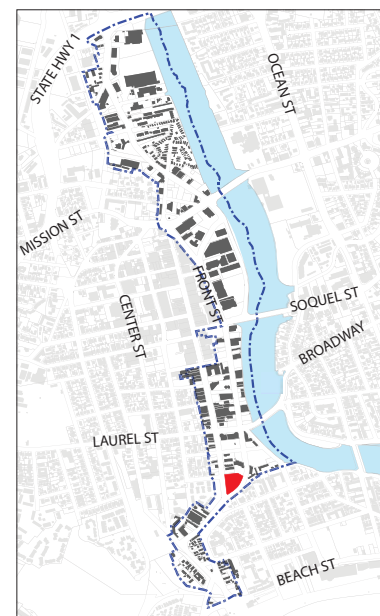 STATE HWY 1
OCEAN ST
MISSION ST
FRONT ST
CENTER ST
SOQUEL ST
BROADWAY
LAUREL ST
BEACH ST